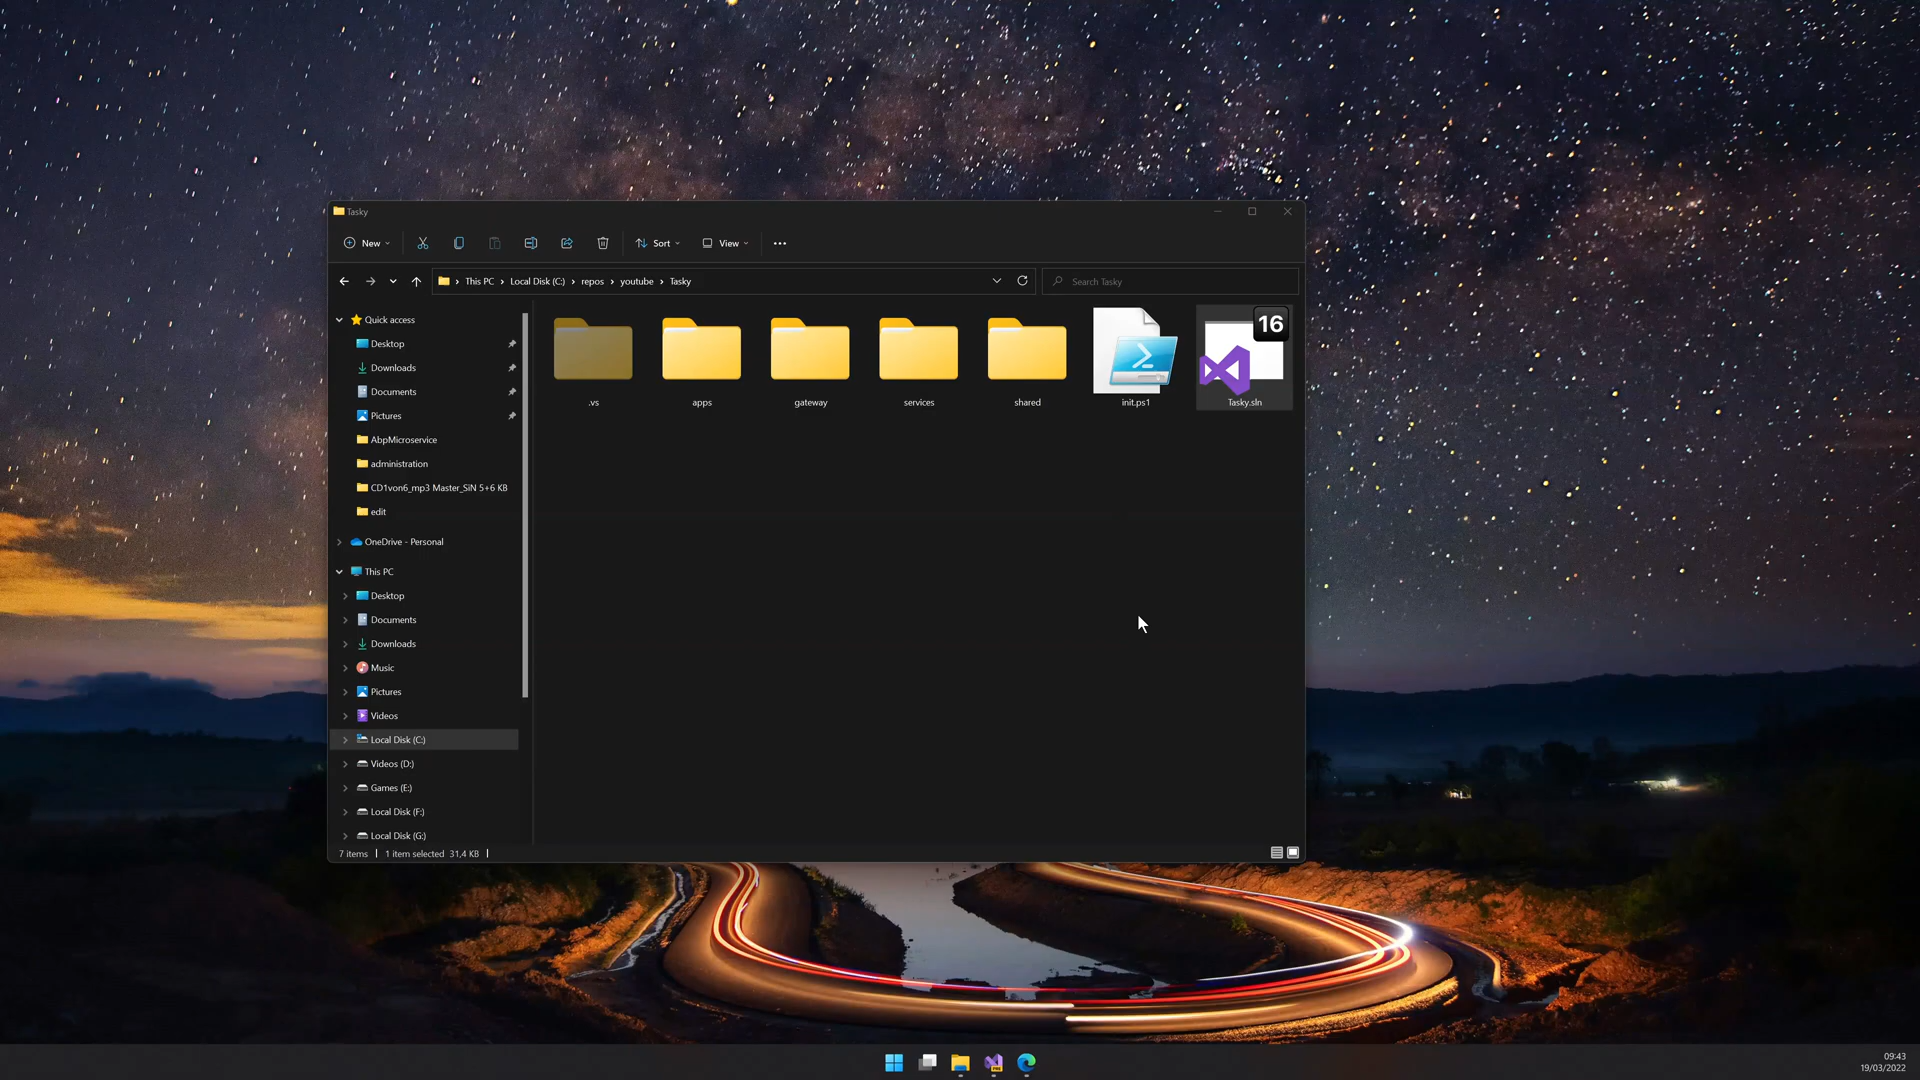 Tasky
New
Sort
View
This PC
Local Disk (C:)
repos
youtube
Tasky
Search Tasky
Quick access
Desktop
Downloads
Documents
Pictures
AbpMicroservice
administration
CD1von6_mp3 Master_SiN 5+6 KB
edit
OneDrive - Personal
This PC
Desktop
Documents
Downloads
Music
Pictures
Videos
Local Disk (C:)
Videos (D:)
Games (E:)
Local Disk (F:)
Local Disk (G:)
.vs
apps
gateway
services
shared
init.ps1
16
Tasky.sln
7 items
1 item selected 31,4 KB
09:43
19/03/2022